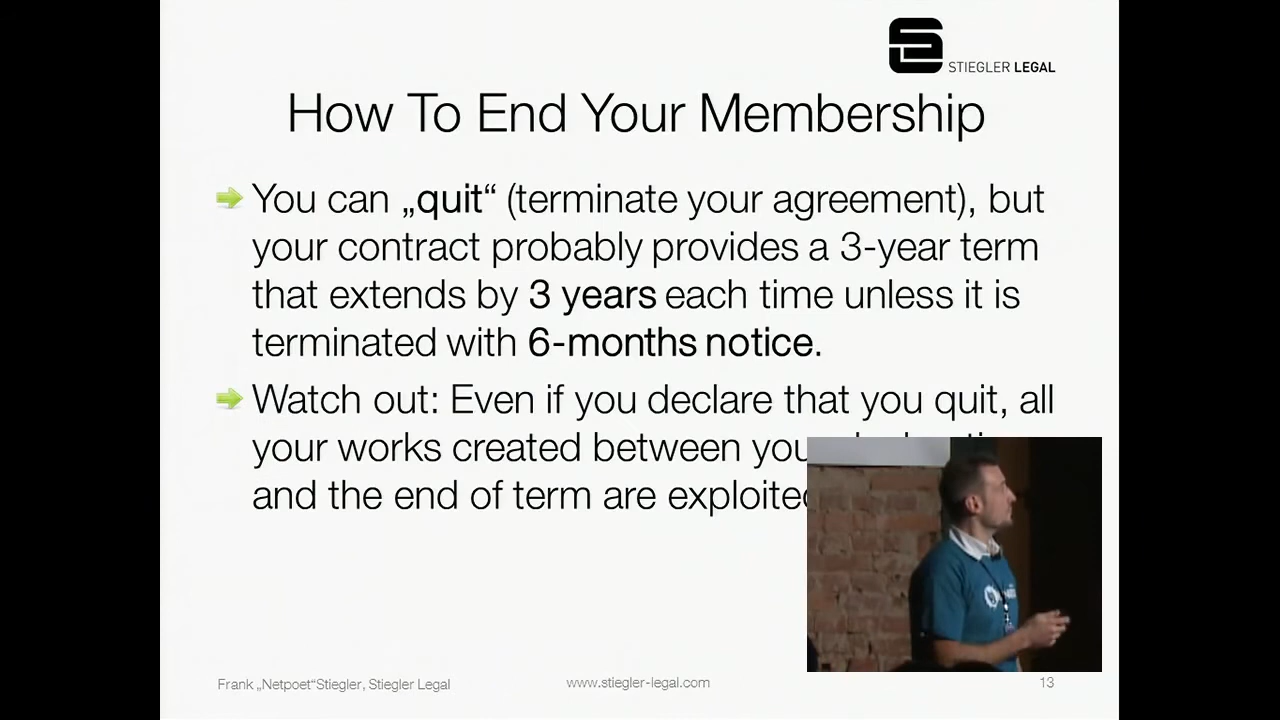 STIEGLER LEGAL
How To End Your Membership
You can „quit“ (terminate your agreement), but
your contract probably provides a 3-year term
that extends by 3 years each time unless it is
terminated with 6-months notice.
Watch out: Even if you declare that you quit, all
your works created between
and the end of term are exploited
Frank „Netpoet“Stiegler, Stiegler Legal
www.stiegler-legal.com
13